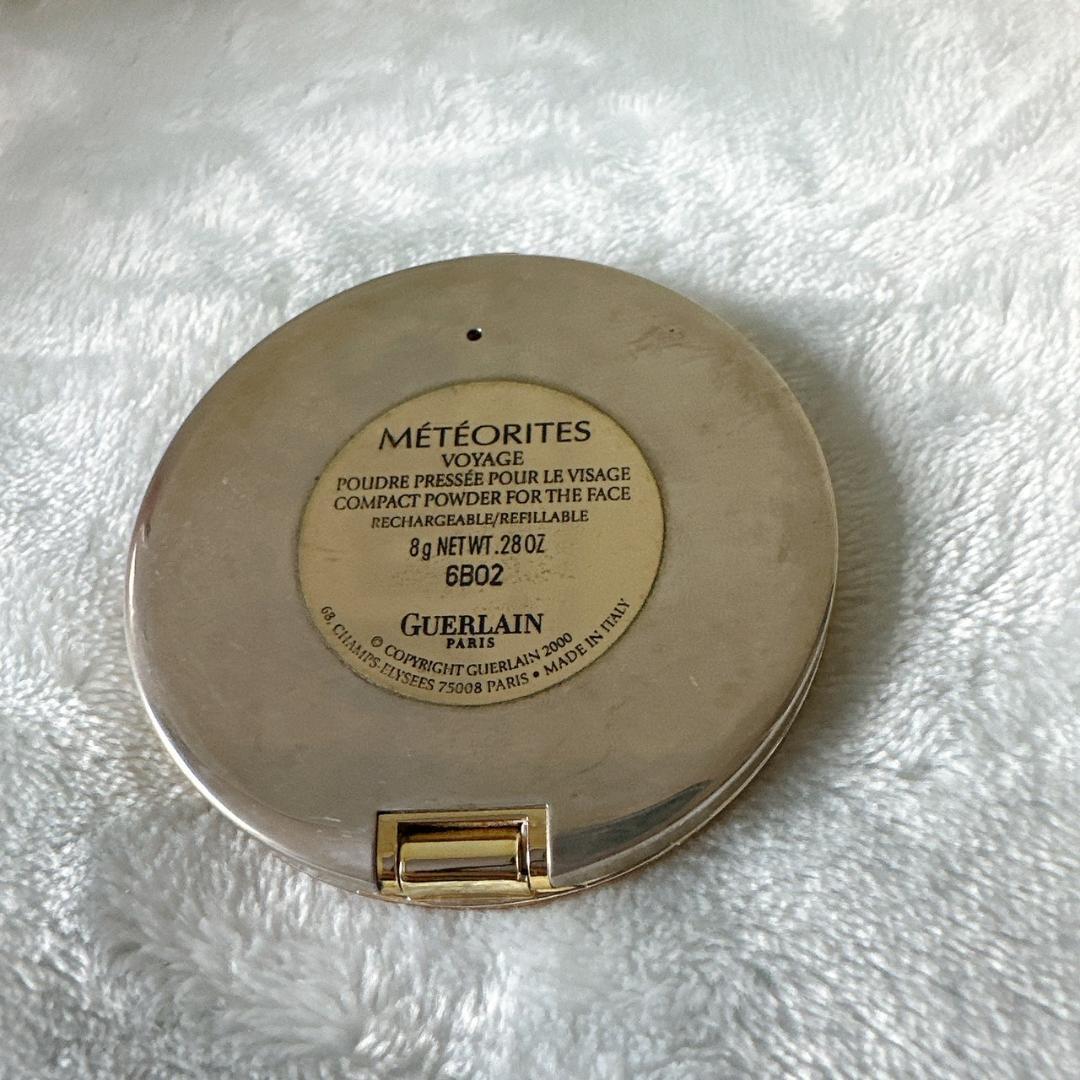 MÉTÉORITES
VOYAGE
POUDRE PRESSÉE POUR LE VISAGE
COMPACT POWDER FOR THE FACE
RECHARGEABLE/REFILLABLE
8g NET WT .28 OZ
6B02
GUERLAIN
PARIS
© COPYRIGHT GUERLAIN 2000
68, CHAMPS-ELYSEES 75008 PARIS • MADE IN ITALY